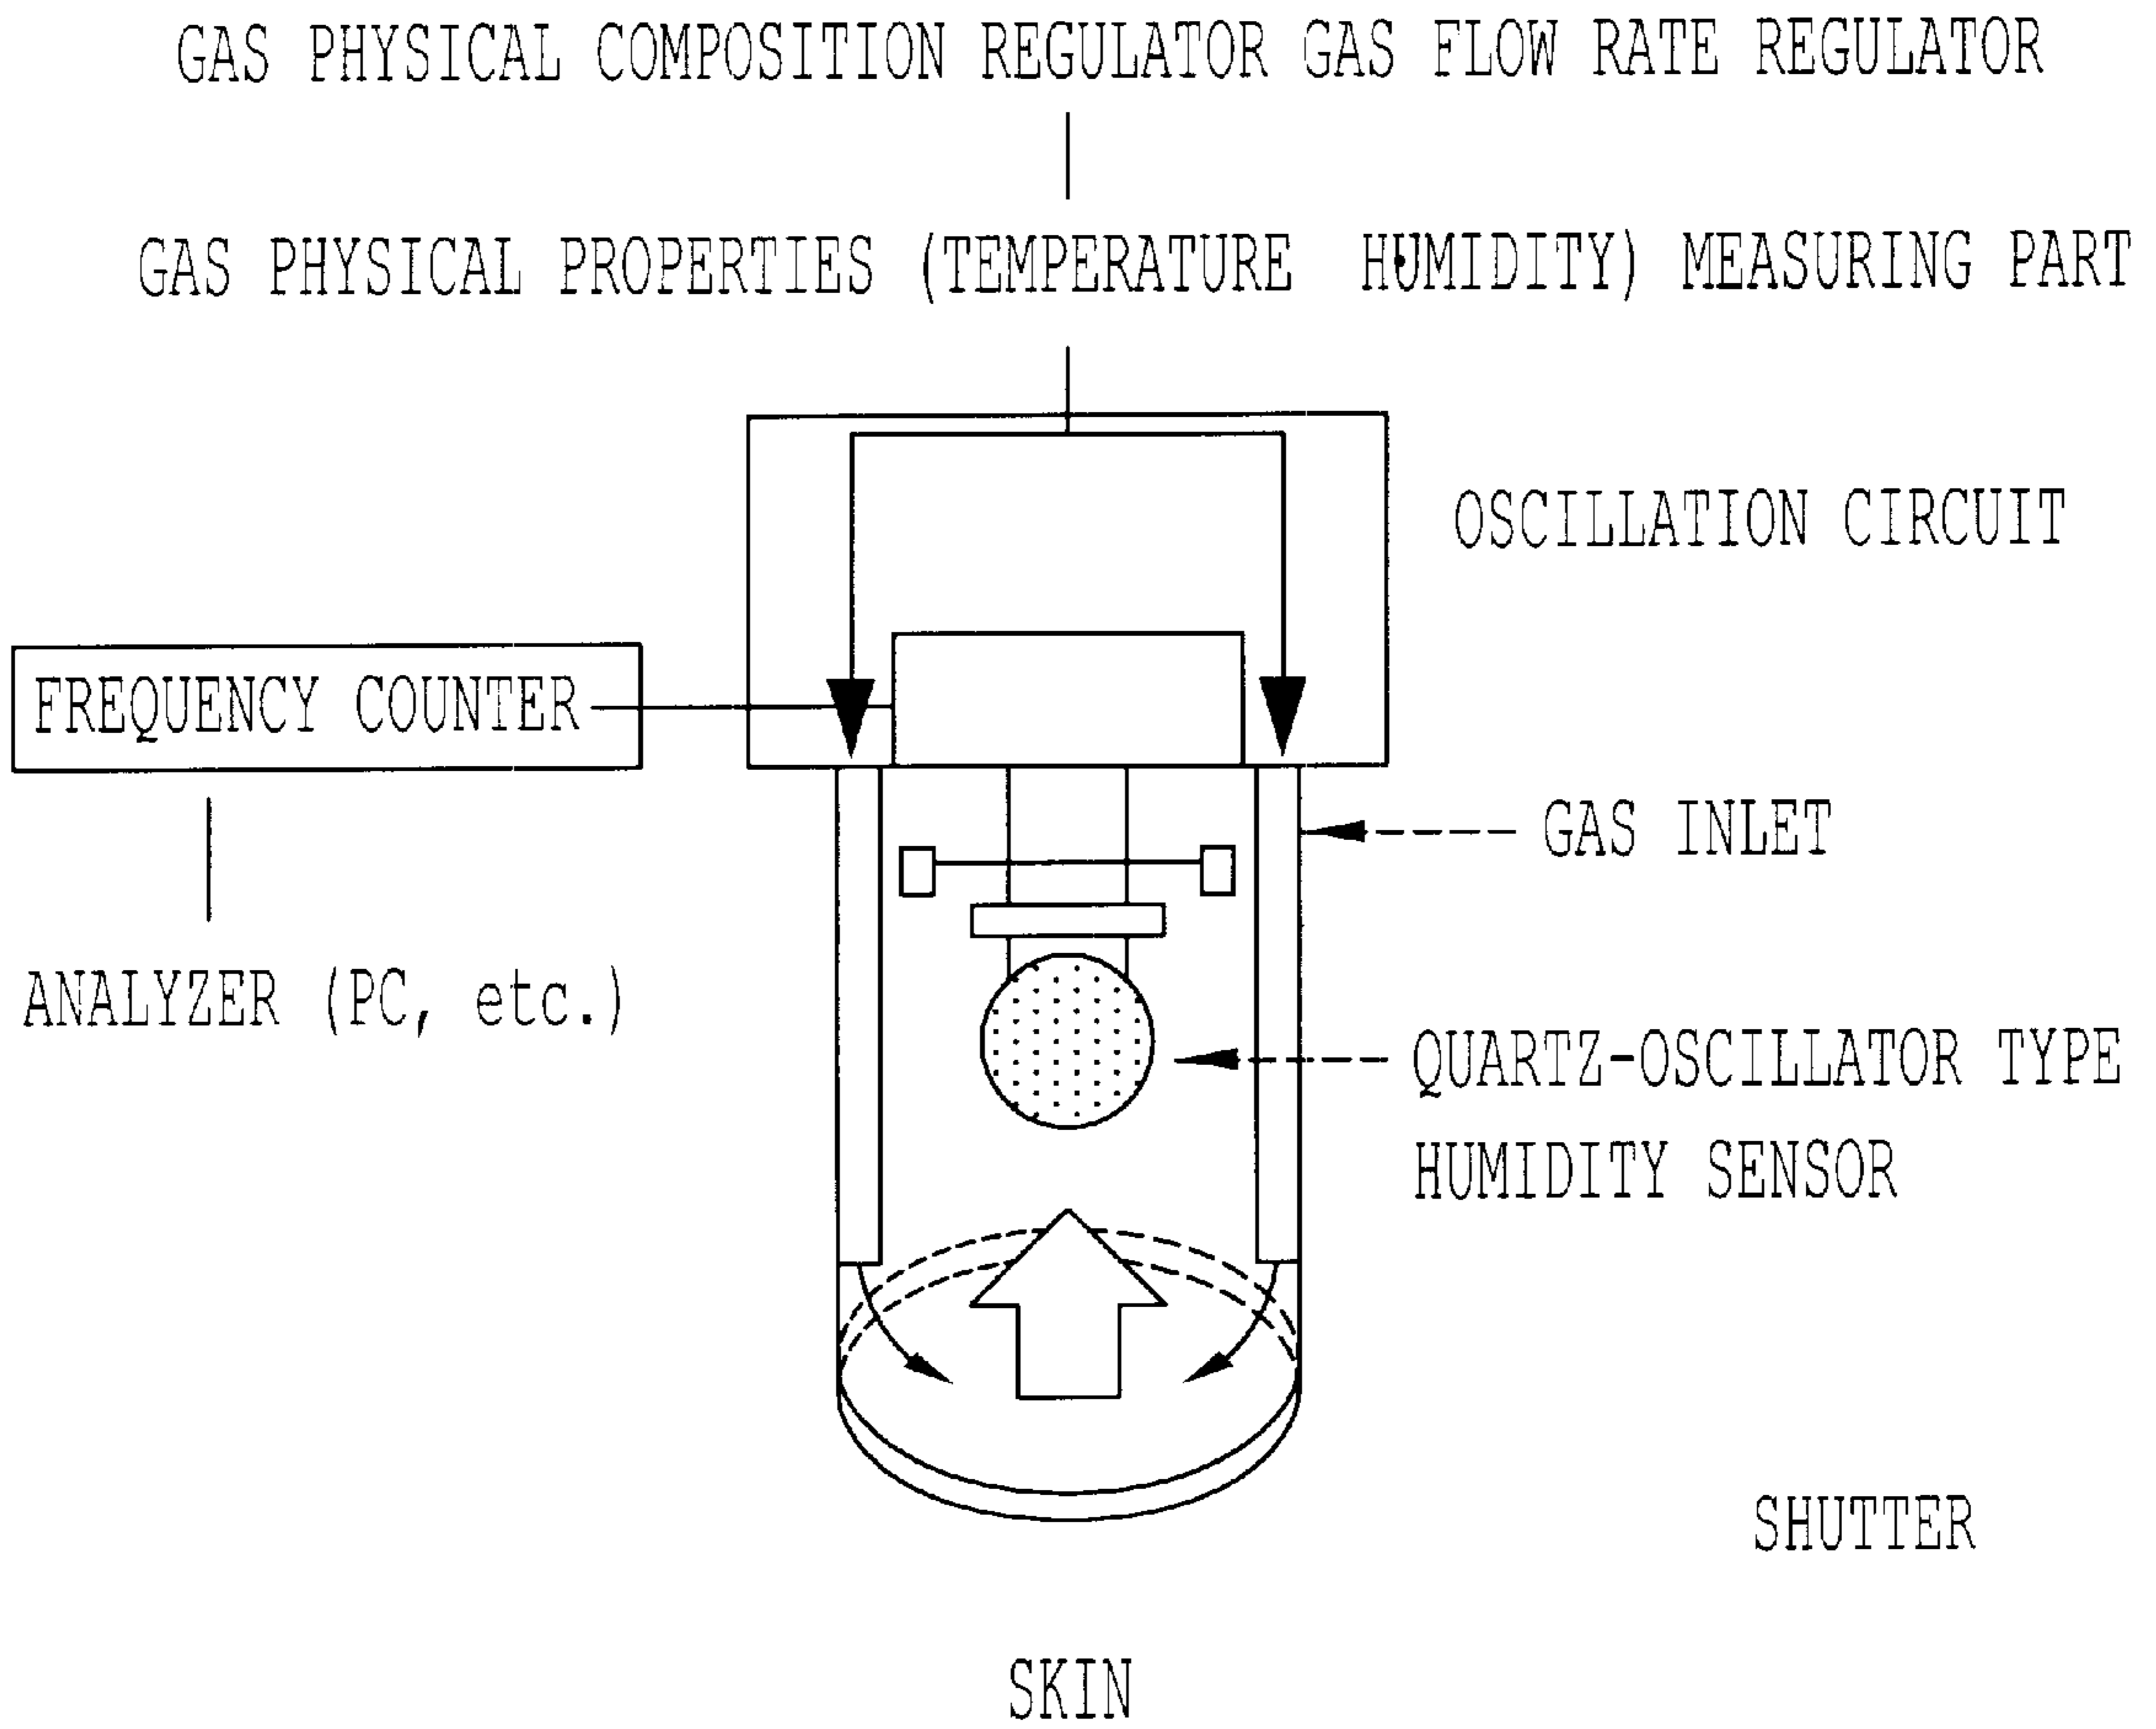 GAS PHYSICAL COMPOSITION REGULATOR GAS FLOW RATE REGULATOR
GAS PHYSICAL PROPERTIES (TEMPERATURE HUMIDITY) MEASURING PART
OSCILLATION CIRCUIT
FREQUENCY COUNTER
GAS INLET
ANALYZER (PC, etc.)
QUARTZ-OSCILLATOR TYPE
HUMIDITY SENSOR
SHUTTER
SKIN